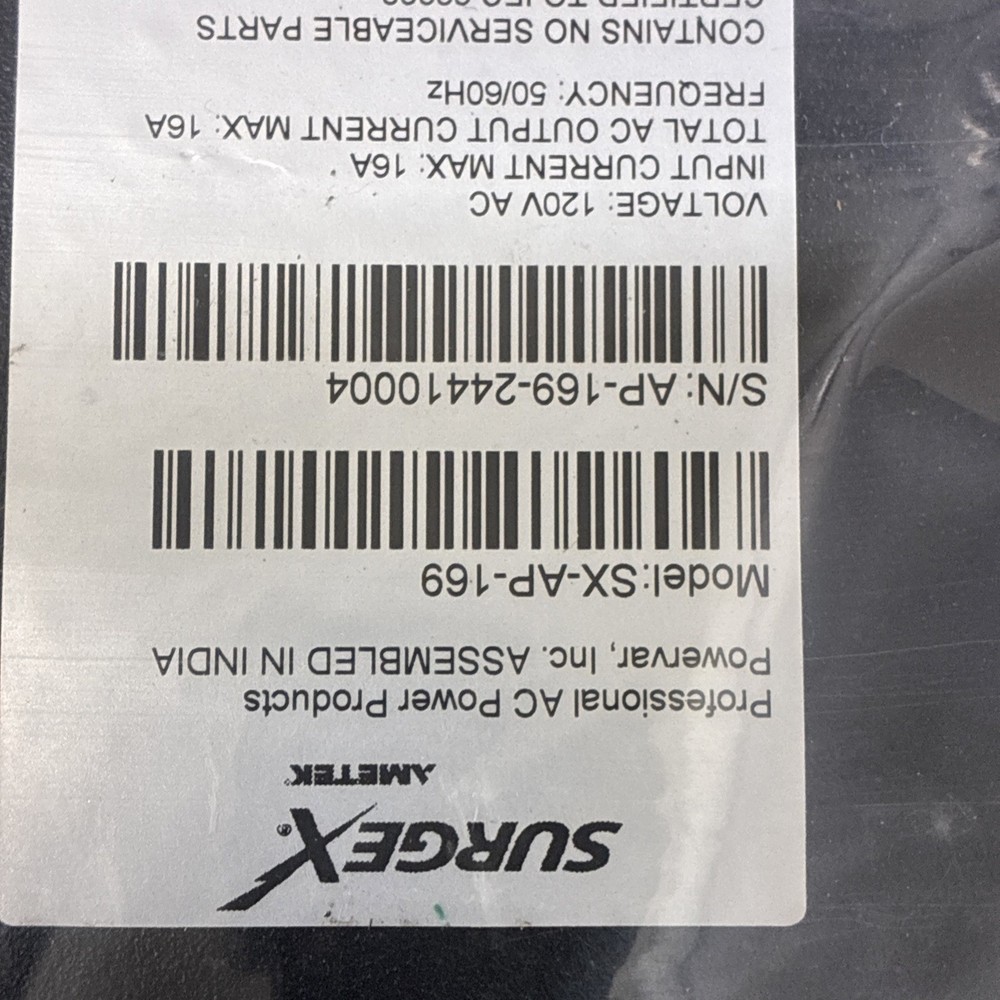 SURGEX®
AMETEK®
Professional AC Power Products
Powervar, Inc. ASSEMBLED IN INDIA
Model:SX-AP-169
S/N: AP-169-24410004
VOLTAGE: 120V AC
INPUT CURRENT MAX: 16A
TOTAL AC OUTPUT CURRENT MAX: 16A
FREQUENCY: 50/60Hz
CONTAINS NO SERVICEABLE PARTS